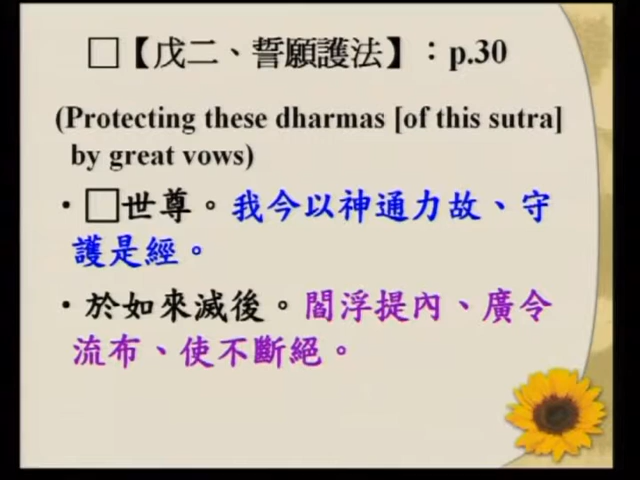 □【戊二、誓願護法】：p.30
(Protecting these dharmas [of this sutra]
by great vows)
・□世尊。我今以神通力故、守
護是經。
・於如來滅後。閻浮提內、廣令
流布、使不斷絕。